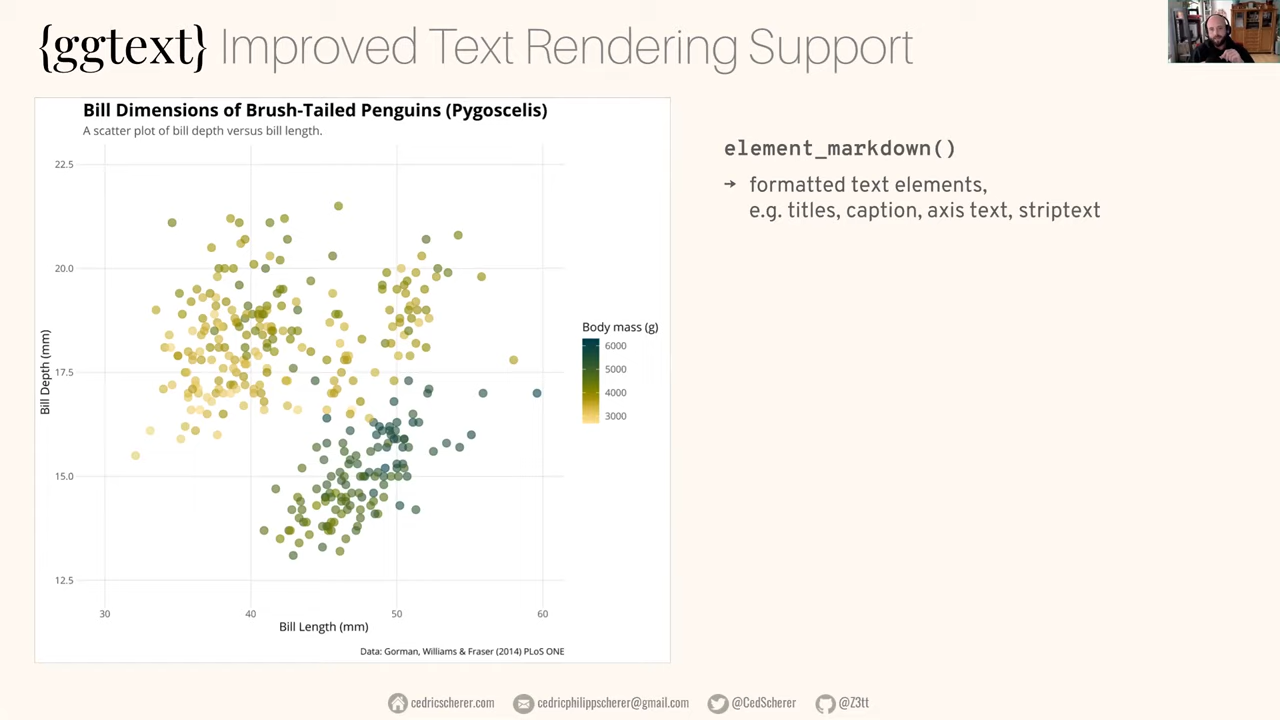 {ggtext} Improved Text Rendering Support
Bill Dimensions of Brush-Tailed Penguins (Pygoscelis)
A scatter plot of bill depth versus bill length.
22.5
20.0
17.5
15.0
12.5
Bill Depth (mm)
30 40 50 60
Bill Length (mm)
Data: Gorman, Williams & Fraser (2014) PLoS ONE
Body mass (g)
6000
5000
4000
3000
element_markdown()
→ formatted text elements,
e.g. titles, caption, axis text, striptext
cedricscherer.com cedricphilippscherer@gmail.com @CedScherer @Z3tt